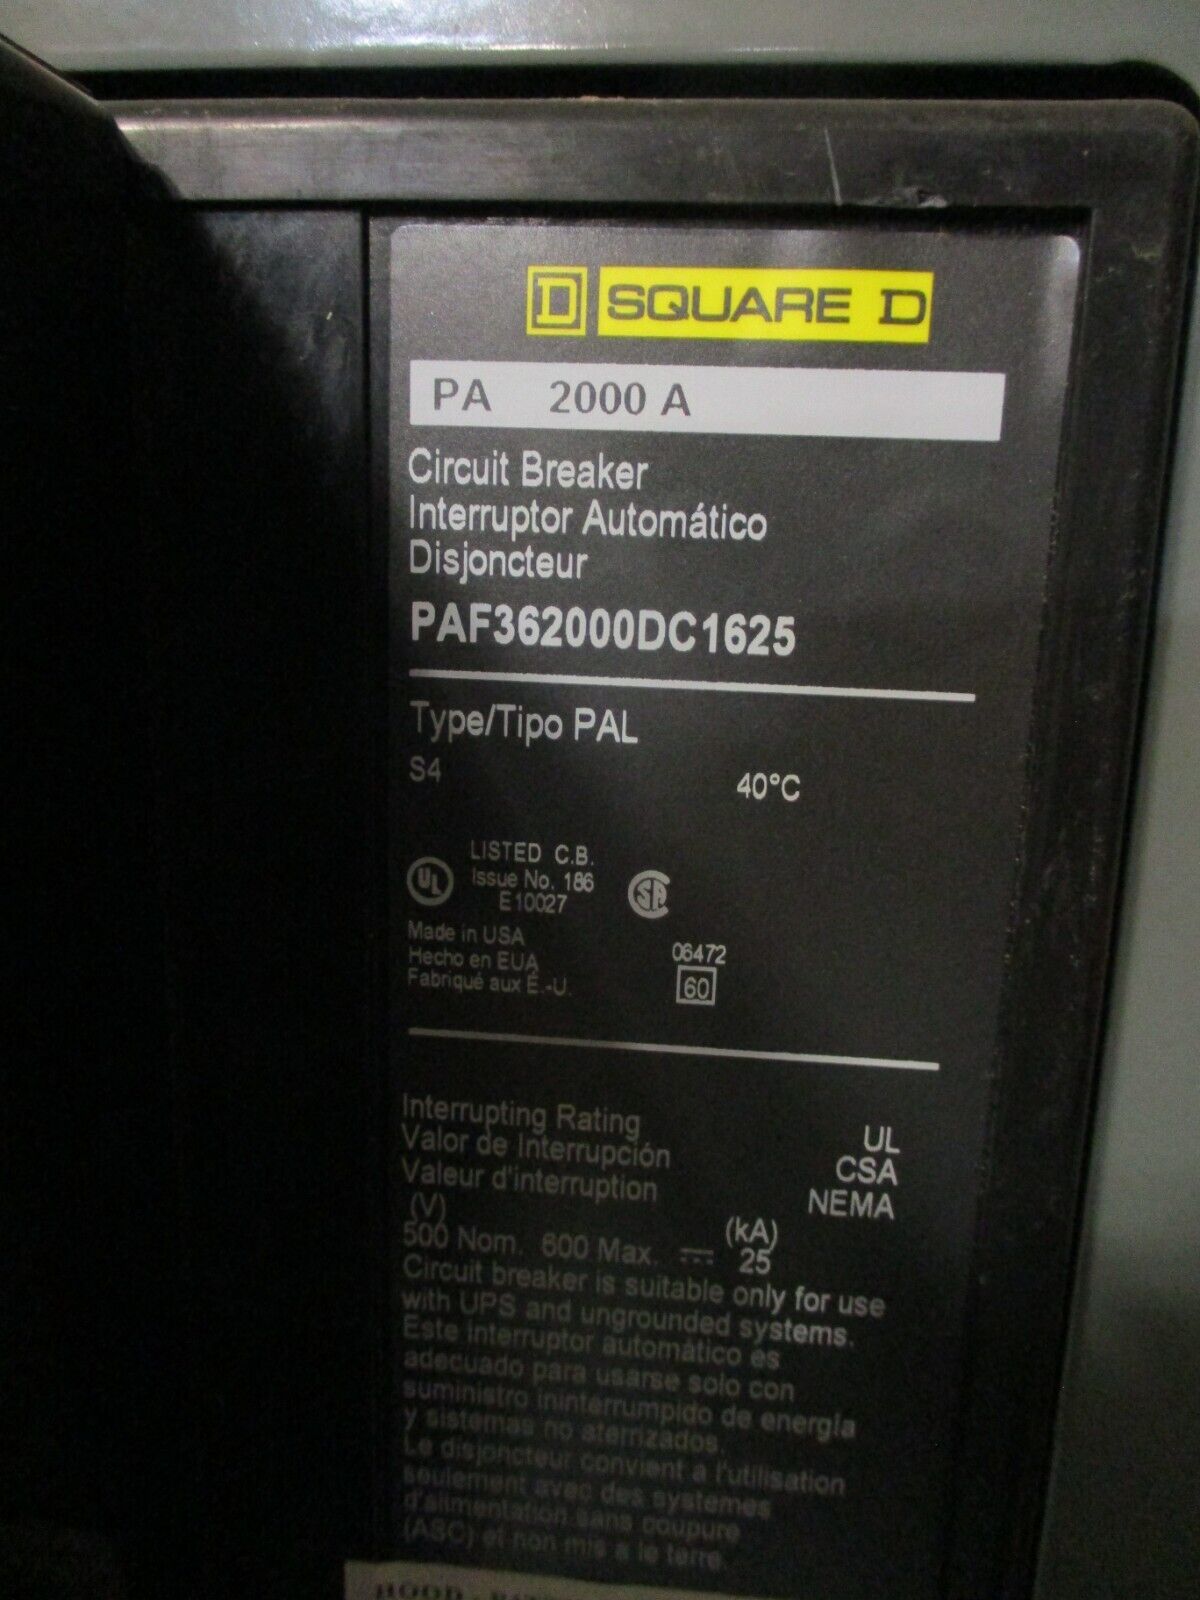 D SQUARE D
PA 2000 A
Circuit Breaker
Interruptor Automático
Disjoncteur
PAF362000DC1625
Type/Tipo PAL
S4 40°C
UL LISTED C.B.
Issue No. 186
E10027
SA
Made in USA
Hecho en EUA
Fabriqué aux É.-U.
06472
60
Interrupting Rating
Valor de Interrupción
Valeur d'interruption
UL
CSA
NEMA
(V) (kA)
500 Nom. 600 Max. 25
Circuit breaker is suitable only for use
with UPS and ungrounded systems.
Este interruptor automático es
adecuado para usarse solo con
suministro ininterrumpido de energía
y sistemas no aterrizados.
Le disjoncteur convient a l'utilisation
seulement avec des systemes
d'alimentation sans coupure
(ASC) et non mis a le terre.